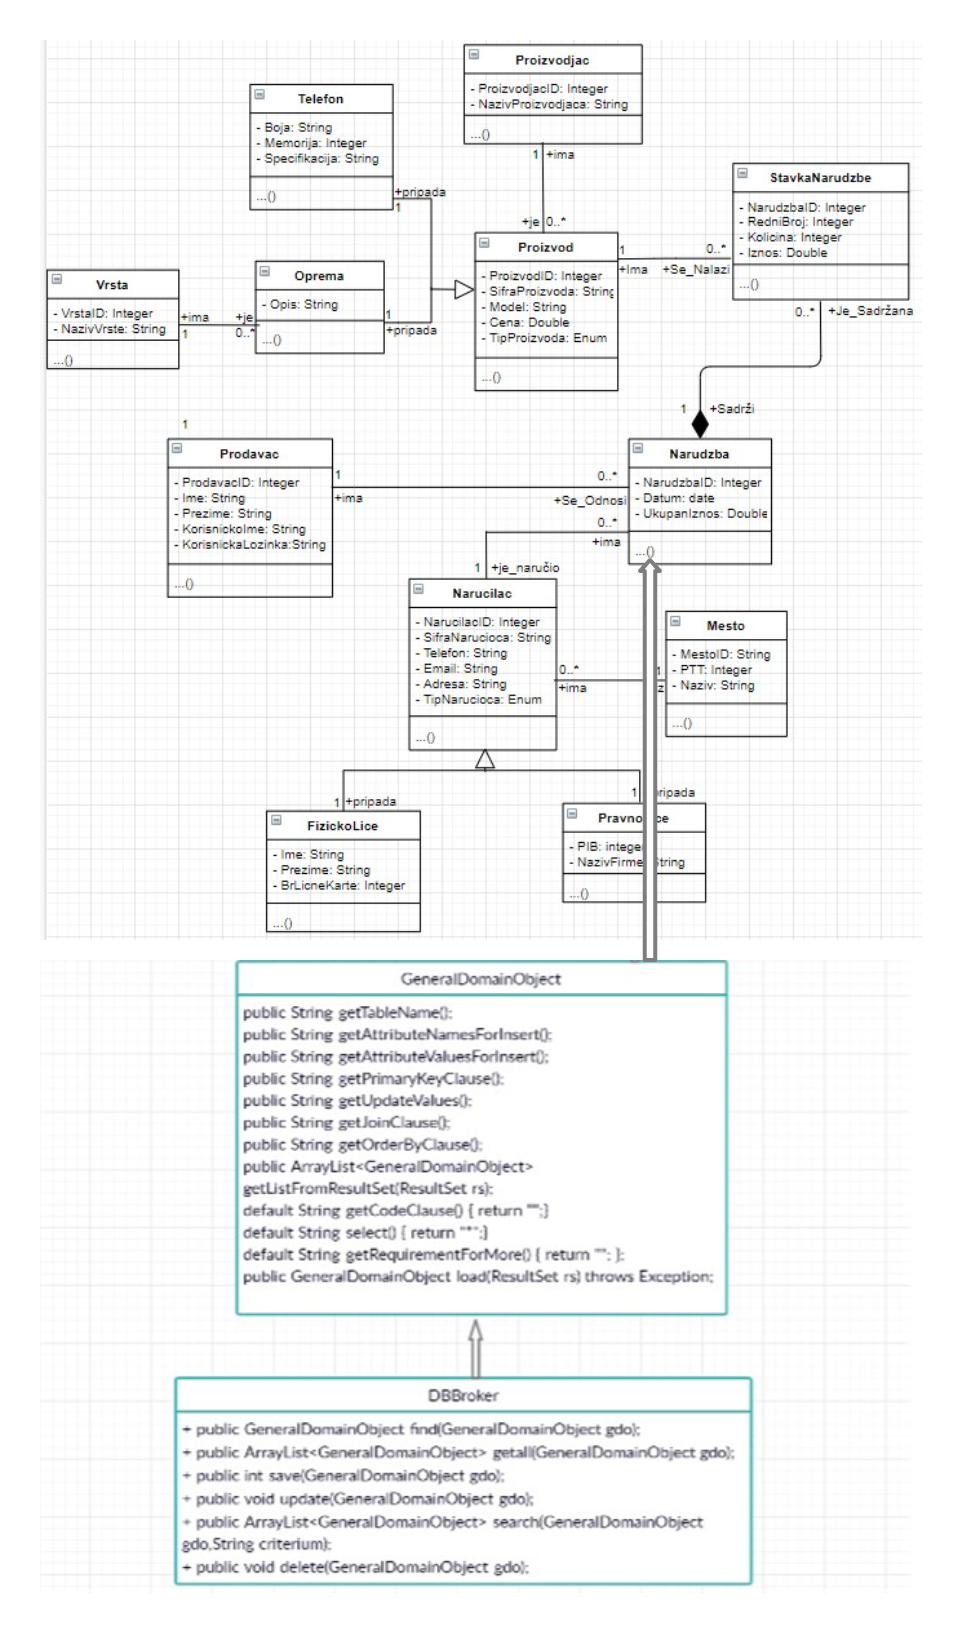 Proizvodjac
- ProizvodjacID: Integer
- NazivProizvodjaca: String
...()
1
+ima
Telefon
- Boja: String
- Memorija: Integer
- Specifikacija: String
...()
+pripada
1
StavkaNarudzbe
- NarudzbaID: Integer
- RedniBroj: Integer
- Kolicina: Integer
- Iznos: Double
...()
+je
0..*
Proizvod
- ProizvodID: Integer
- SifraProizvoda: String
- Model: String
- Cena: Double
- TipProizvoda: Enum
...()
1
0..*
+Ima
+Se_Nalazi
Vrsta
- VrstaID: Integer
- NazivVrste: String
...()
+ima
+je
1
0..*
Oprema
- Opis: String
...()
1
+pripada
0..*
+Je_Sadržana
1
+Sadrži
1
Prodavac
- ProdavacID: Integer
- Ime: String
- Prezime: String
- KorisnickoIme: String
- KorisnickaLozinka:String
...()
1
0..*
+ima
+Se_Odnosi
Narudzba
- NarudzbaID: Integer
- Datum: date
- UkupanIznos: Double
...()
0..*
+ima
1
+je_naručio
Narucilac
- NarucilacID: Integer
- SifraNarucioca: String
- Telefon: String
- Email: String
- Adresa: String
- TipNarucioca: Enum
...()
0..*
1
+ima
z
Mesto
- MestoID: String
- PTT: Integer
- Naziv: String
...()
1
+pripada
1
ripada
FizickoLice
- Ime: String
- Prezime: String
- BrLicneKarte: Integer
...()
Pravno ce
- PIB: intege
- NazivFirme String
...()
GeneralDomainObject
public String getTableName();
public String getAttributeNamesForInsert();
public String getAttributeValuesForInsert();
public String getPrimaryKeyClause();
public String getUpdateValues();
public String getJoinClause();
public String getOrderByClause();
public ArrayList<GeneralDomainObject>
getListFromResultSet(ResultSet rs);
default String getCodeClause() { return "";}
default String select() { return "*";}
default String getRequirementForMore() { return ""; };
public GeneralDomainObject load(ResultSet rs) throws Exception;
DBBroker
+ public GeneralDomainObject find(GeneralDomainObject gdo);
+ public ArrayList<GeneralDomainObject> getall(GeneralDomainObject gdo);
+ public int save(GeneralDomainObject gdo);
+ public void update(GeneralDomainObject gdo);
+ public ArrayList<GeneralDomainObject> search(GeneralDomainObject
gdo,String criterium);
+ public void delete(GeneralDomainObject gdo);